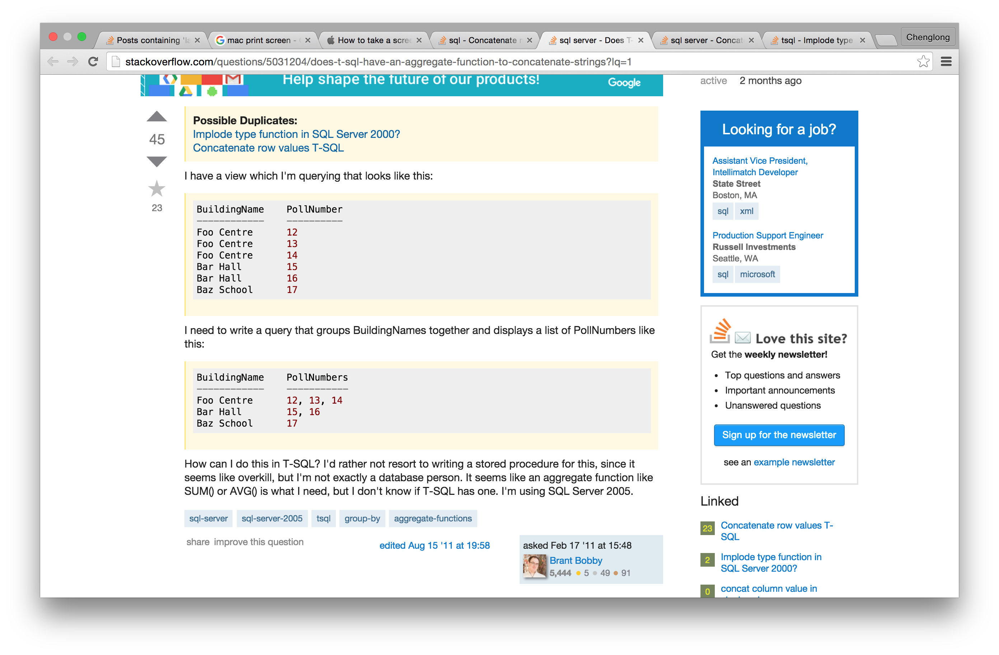 Posts containing 'la
mac print screen -
How to take a scree
sql - Concatenate r
sql server - Does T-
sql server - Concat
tsql - Implode type
Chenglong
stackoverflow.com/questions/5031204/does-t-sql-have-an-aggregate-function-to-concatenate-strings?lq=1
Help shape the future of our products!
Google
active 2 months ago
45
23
Possible Duplicates:
Implode type function in SQL Server 2000?
Concatenate row values T-SQL
I have a view which I'm querying that looks like this:
BuildingName PollNumber
------------ ----------
Foo Centre 12
Foo Centre 13
Foo Centre 14
Bar Hall 15
Bar Hall 16
Baz School 17
I need to write a query that groups BuildingNames together and displays a list of PollNumbers like
this:
BuildingName PollNumbers
------------ -----------
Foo Centre 12, 13, 14
Bar Hall 15, 16
Baz School 17
How can I do this in T-SQL? I'd rather not resort to writing a stored procedure for this, since it
seems like overkill, but I'm not exactly a database person. It seems like an aggregate function like
SUM() or AVG() is what I need, but I don't know if T-SQL has one. I'm using SQL Server 2005.
sql-server sql-server-2005 tsql group-by aggregate-functions
share improve this question
edited Aug 15 '11 at 19:58
asked Feb 17 '11 at 15:48
Brant Bobby
5,444 5 49 91
Looking for a job?
Assistant Vice President,
Intellimatch Developer
State Street
Boston, MA
sql xml
Production Support Engineer
Russell Investments
Seattle, WA
sql microsoft
Love this site?
Get the weekly newsletter!
• Top questions and answers
• Important announcements
• Unanswered questions
Sign up for the newsletter
see an example newsletter
Linked
23 Concatenate row values T-
SQL
2 Implode type function in
SQL Server 2000?
0 concat column value in